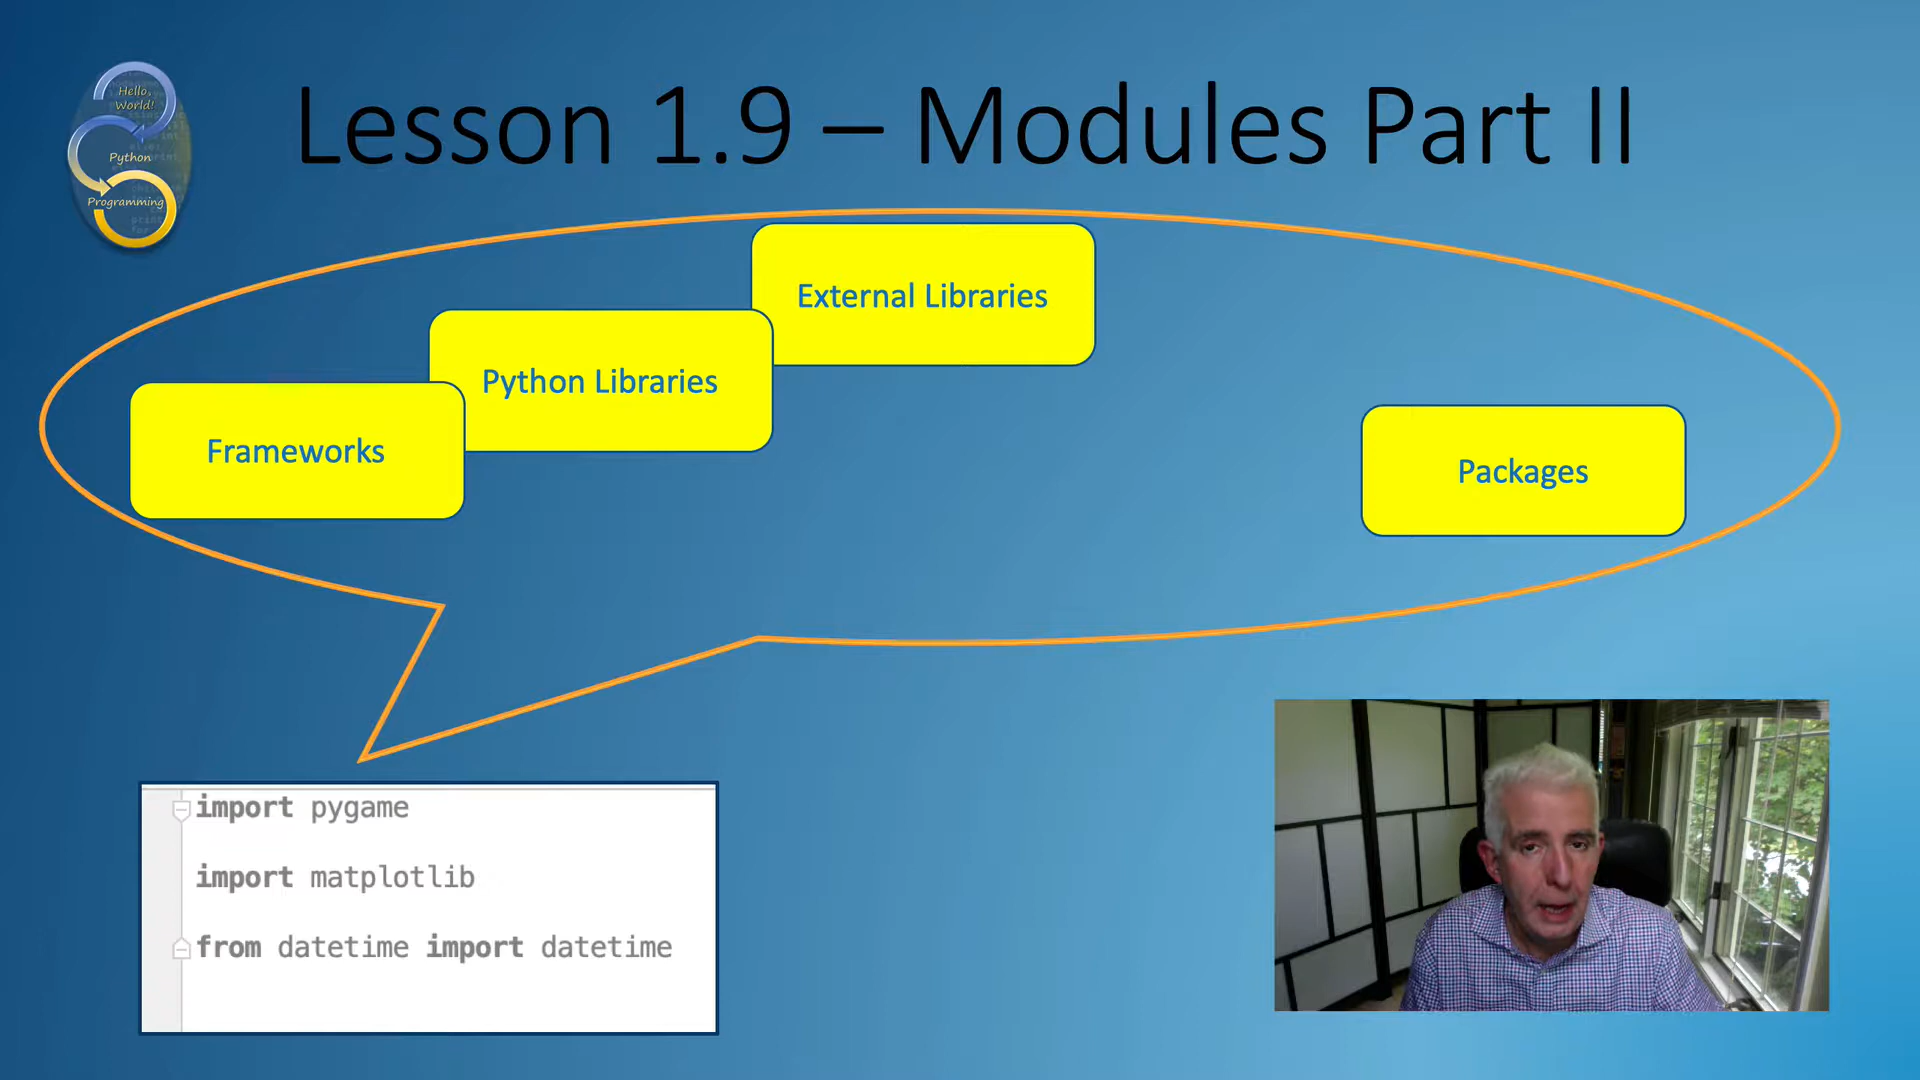 Hello,
World!
Python
Programming
Lesson 1.9 – Modules Part II
External Libraries
Python Libraries
Frameworks
Packages
import pygame
import matplotlib
from datetime import datetime